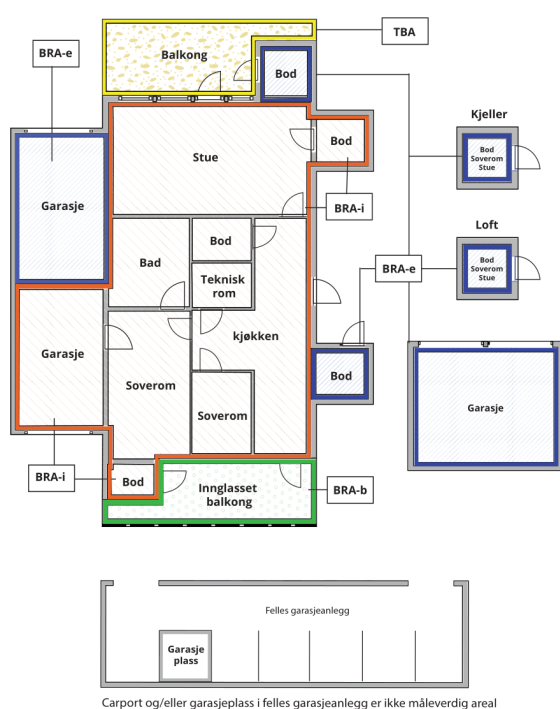 TBA
BRA-e
Balkong
Bod
Kjeller
Bod
Soverom
Stue
Stue
Bod
Garasje
BRA-i
Loft
Bod
Bad
Teknisk
rom
BRA-e
Bod
Soverom
Stue
kjøkken
Garasje
Soverom
Bod
Garasje
Soverom
BRA-i
Bod
Innglasset
balkong
BRA-b
Felles garasjeanlegg
Garasje
plass
Carport og/eller garasjeplass i felles garasjeanlegg er ikke måleverdig areal